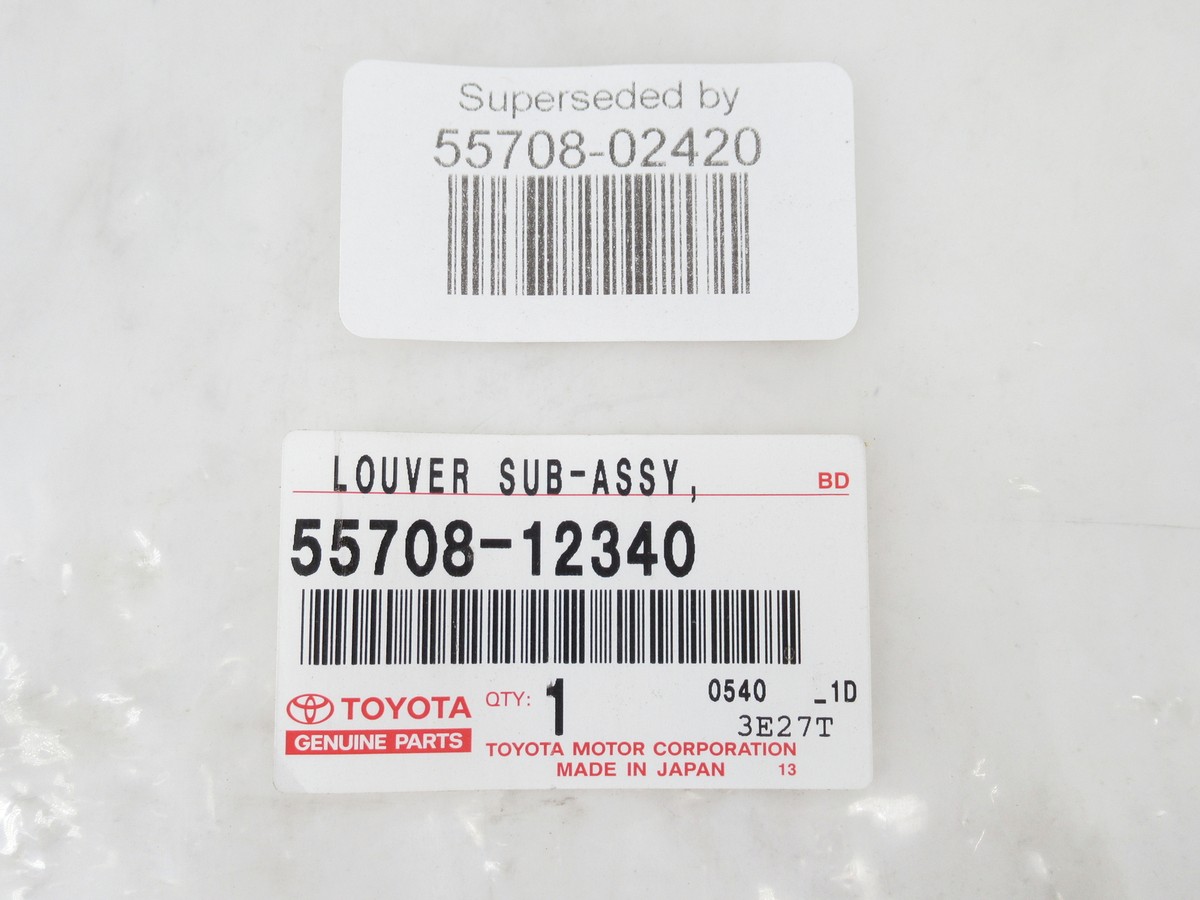 Superseded by
55708-02420
LOUVER SUB-ASSY,
BD
55708-12340
TOYOTA
GENUINE PARTS
QTY: 1
0540 _1D
3E27T
TOYOTA MOTOR CORPORATION
MADE IN JAPAN 13